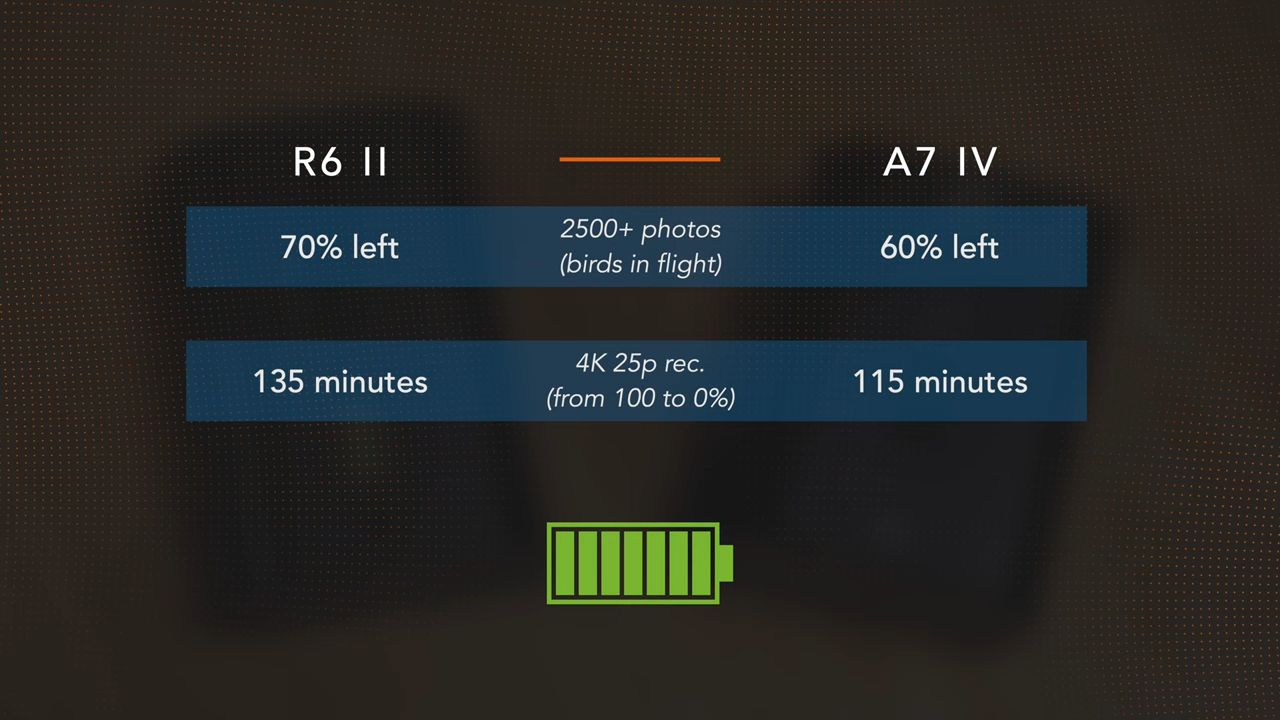 R6 II
A7 IV
70% left
2500+ photos
(birds in flight)
60% left
135 minutes
4K 25p rec.
(from 100 to 0%)
115 minutes